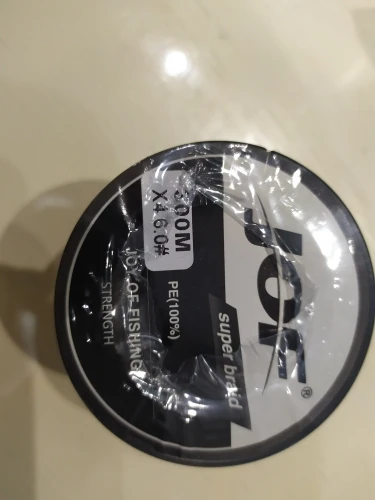 JOF®
super braid
PE(100%)
300M
X4 6.0#
JOY OF FISHING
STRENGTH